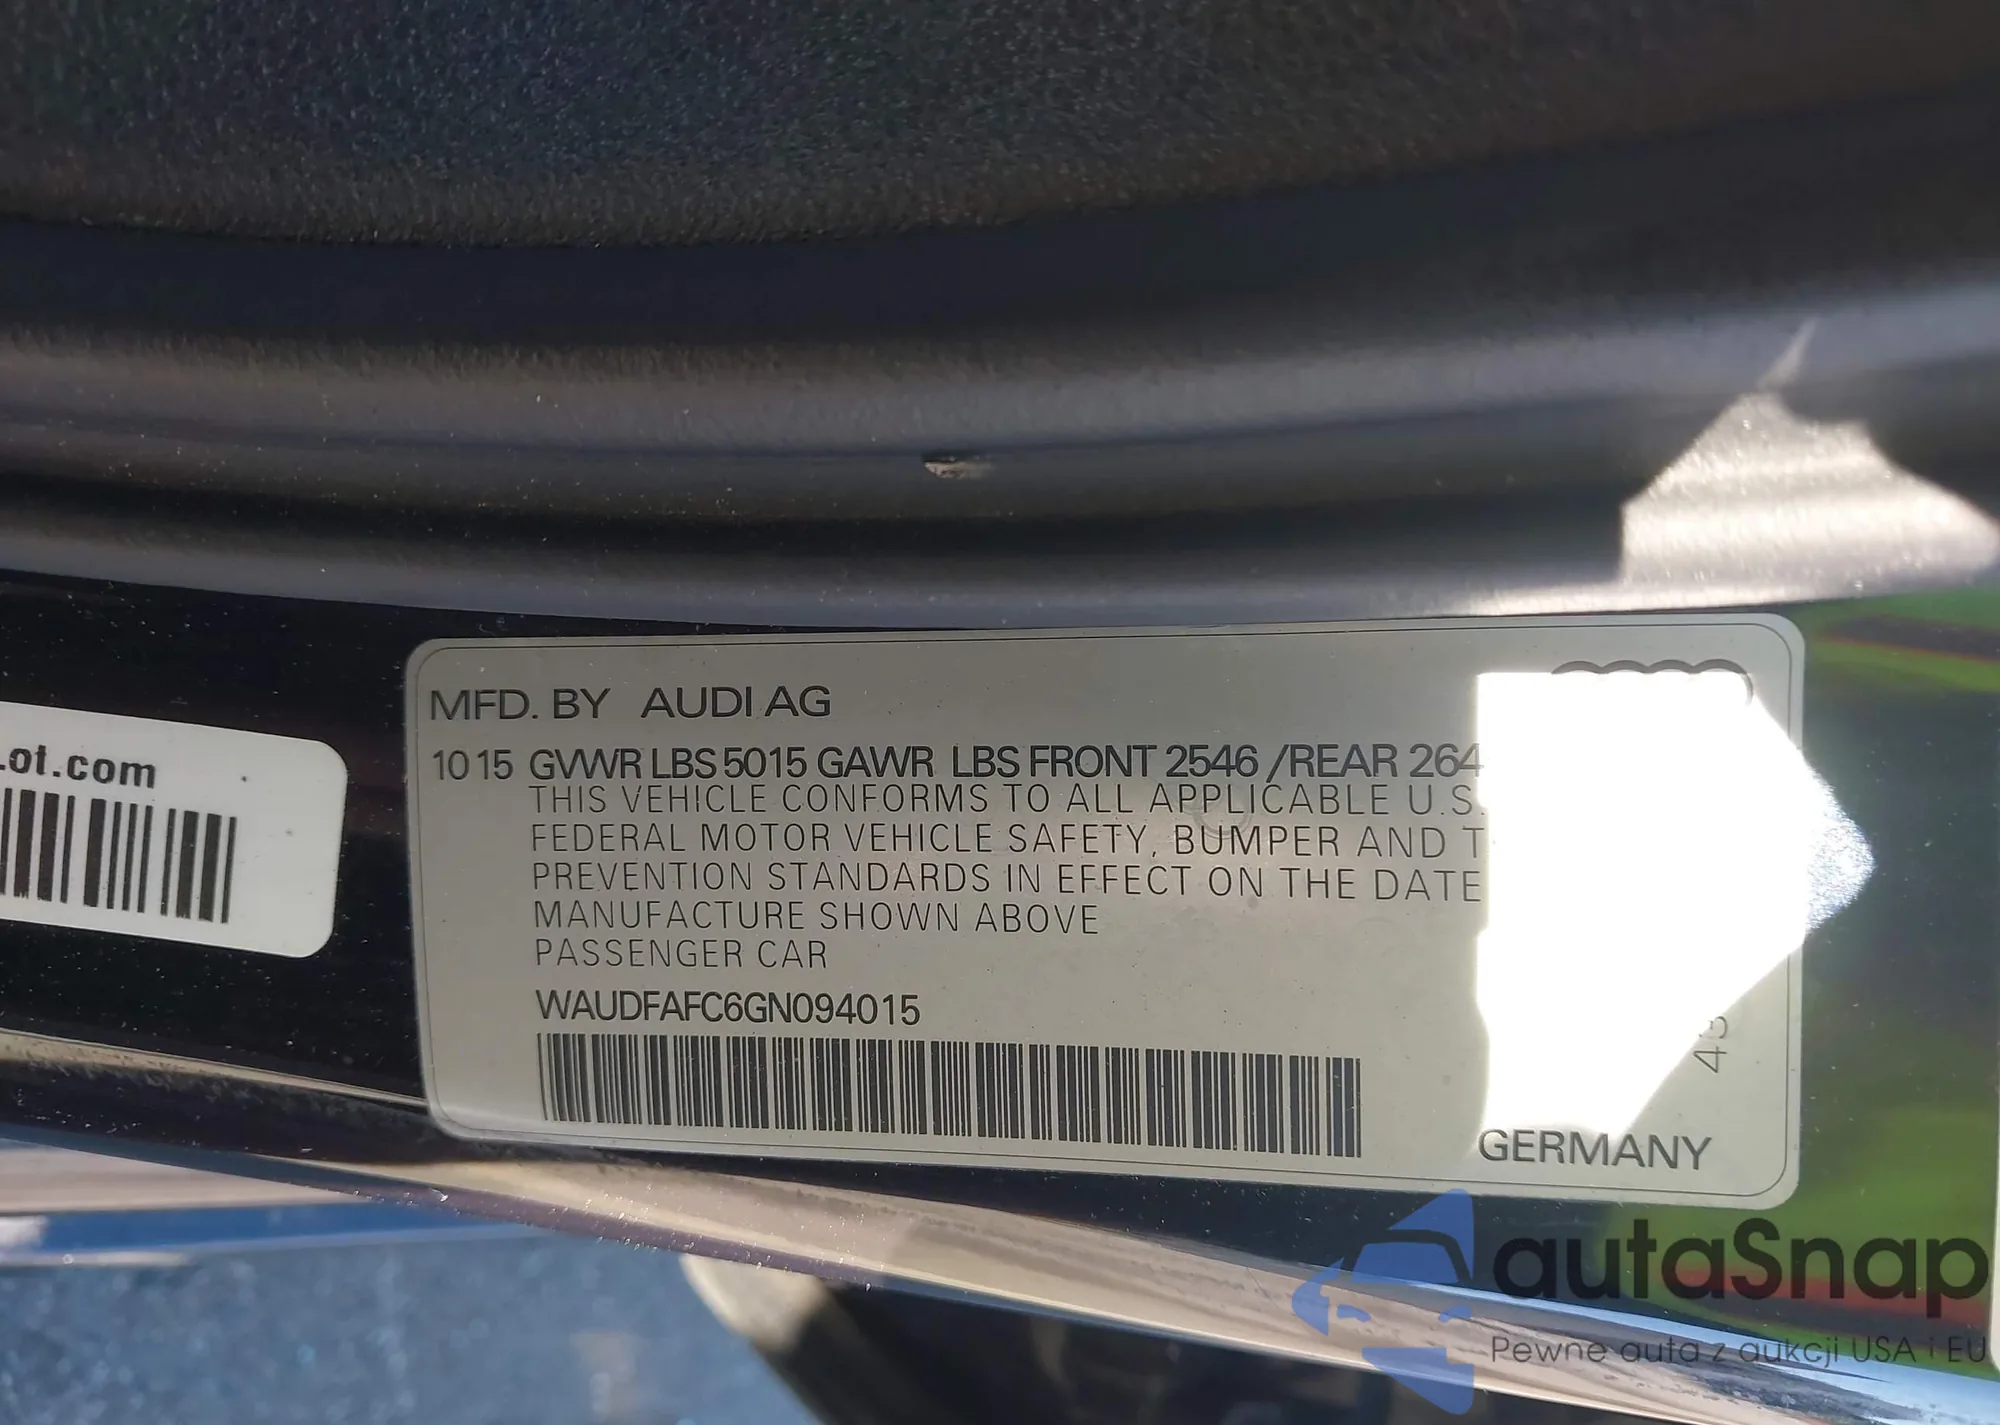 MFD. BY AUDI AG
10 15 GVWR LBS 5015 GAWR LBS FRONT 2546 /REAR 264
THIS VEHICLE CONFORMS TO ALL APPLICABLE U.S.
FEDERAL MOTOR VEHICLE SAFETY, BUMPER AND T
PREVENTION STANDARDS IN EFFECT ON THE DATE
MANUFACTURE SHOWN ABOVE
PASSENGER CAR
WAUDFAFC6GN094015
GERMANY
.ot.com
autaSnap
Pewne auta z aukcji USA i EU